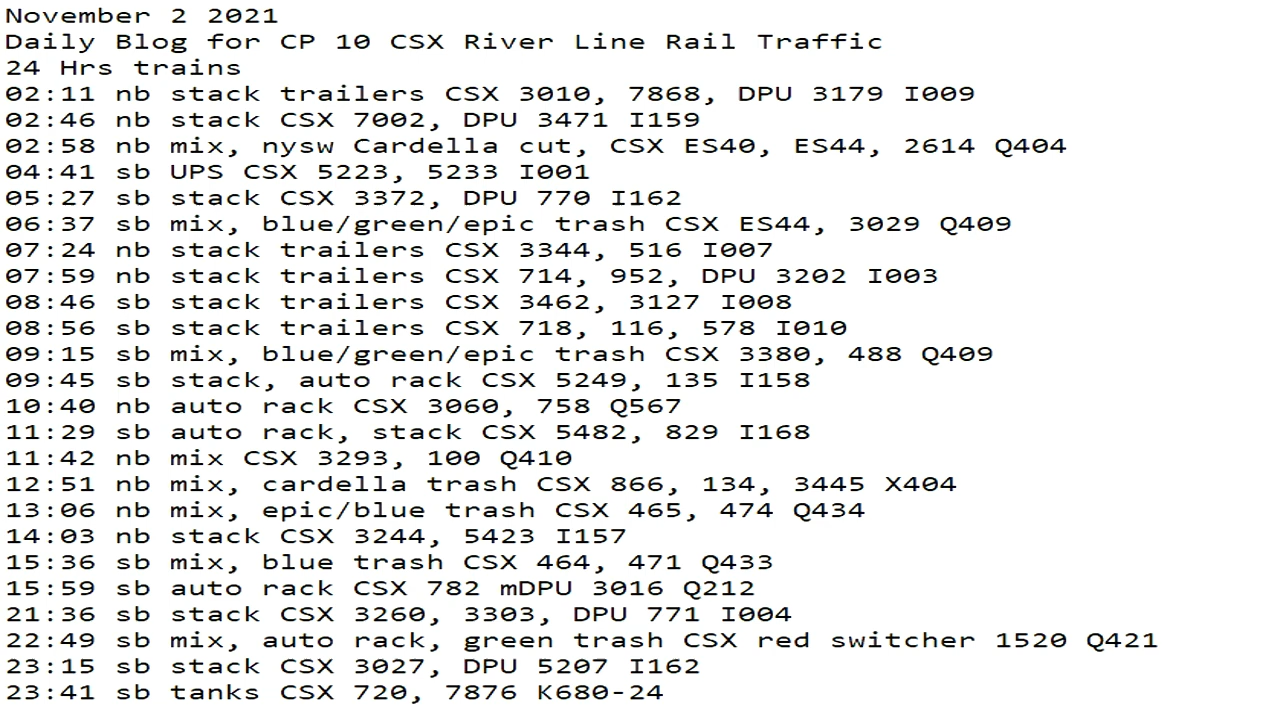 November 2 2021
Daily Blog for CP 10 CSX River Line Rail Traffic
24 Hrs trains
02:11 nb stack trailers CSX 3010, 7868, DPU 3179 I009
02:46 nb stack CSX 7002, DPU 3471 I159
02:58 nb mix, nysw Cardella cut, CSX ES40, ES44, 2614 Q404
04:41 sb UPS CSX 5223, 5233 I001
05:27 sb stack CSX 3372, DPU 770 I162
06:37 sb mix, blue/green/epic trash CSX ES44, 3029 Q409
07:24 nb stack trailers CSX 3344, 516 I007
07:59 nb stack trailers CSX 714, 952, DPU 3202 I003
08:46 sb stack trailers CSX 3462, 3127 I008
08:56 sb stack trailers CSX 718, 116, 578 I010
09:15 sb mix, blue/green/epic trash CSX 3380, 488 Q409
09:45 sb stack, auto rack CSX 5249, 135 I158
10:40 nb auto rack CSX 3060, 758 Q567
11:29 sb auto rack, stack CSX 5482, 829 I168
11:42 nb mix CSX 3293, 100 Q410
12:51 nb mix, cardella trash CSX 866, 134, 3445 X404
13:06 nb mix, epic/blue trash CSX 465, 474 Q434
14:03 nb stack CSX 3244, 5423 I157
15:36 sb mix, blue trash CSX 464, 471 Q433
15:59 sb auto rack CSX 782 mDPU 3016 Q212
21:36 sb stack CSX 3260, 3303, DPU 771 I004
22:49 sb mix, auto rack, green trash CSX red switcher 1520 Q421
23:15 sb stack CSX 3027, DPU 5207 I162
23:41 sb tanks CSX 720, 7876 K680-24